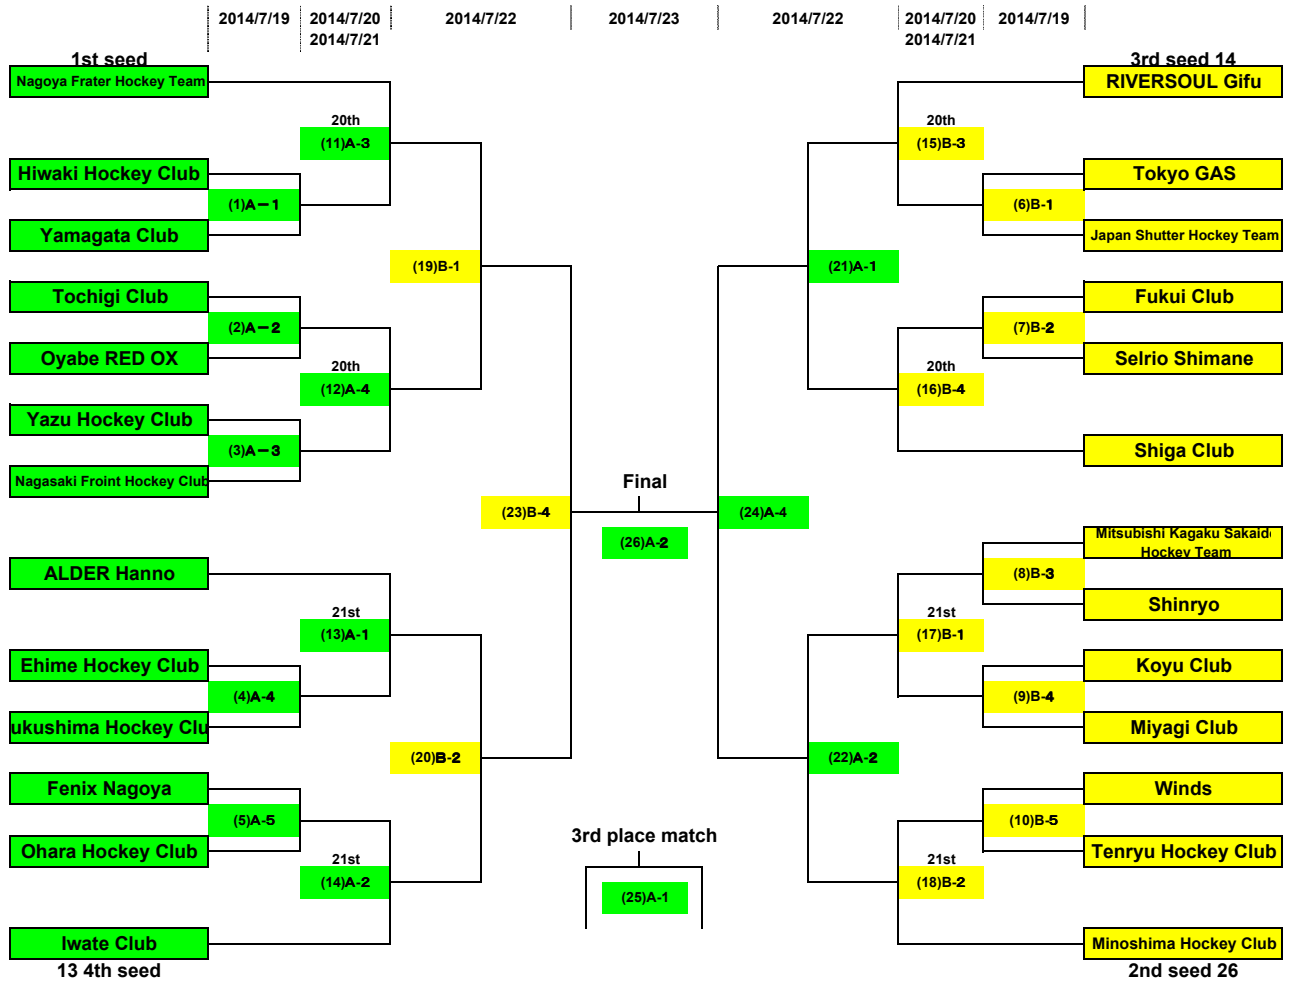 2014/7/19
2014/7/20
2014/7/21
2014/7/22
2014/7/23
2014/7/22
2014/7/20
2014/7/21
2014/7/19
1st seed
Nagoya Frater Hockey Team
20th
(11)A-3
Hiwaki Hockey Club
(1)A－1
Yamagata Club
(19)B-1
Tochigi Club
(2)A－2
Oyabe RED OX
20th
(12)A-4
Yazu Hockey Club
(3)A－3
Nagasaki Froint Hockey Club
(23)B-4
ALDER Hanno
21st
(13)A-1
Ehime Hockey Club
(4)A-4
ukushima Hockey Clu
(20)B-2
Fenix Nagoya
(5)A-5
Ohara Hockey Club
21st
(14)A-2
Iwate Club
13 4th seed
Final
(26)A-2
3rd place match
(25)A-1
3rd seed 14
RIVERSOUL Gifu
20th
(15)B-3
Tokyo GAS
(6)B-1
Japan Shutter Hockey Team
(21)A-1
Fukui Club
(7)B-2
Selrio Shimane
20th
(16)B-4
Shiga Club
(24)A-4
Mitsubishi Kagaku Sakaid
Hockey Team
(8)B-3
Shinryo
21st
(17)B-1
Koyu Club
(9)B-4
Miyagi Club
(22)A-2
Winds
(10)B-5
Tenryu Hockey Club
21st
(18)B-2
Minoshima Hockey Club
2nd seed 26